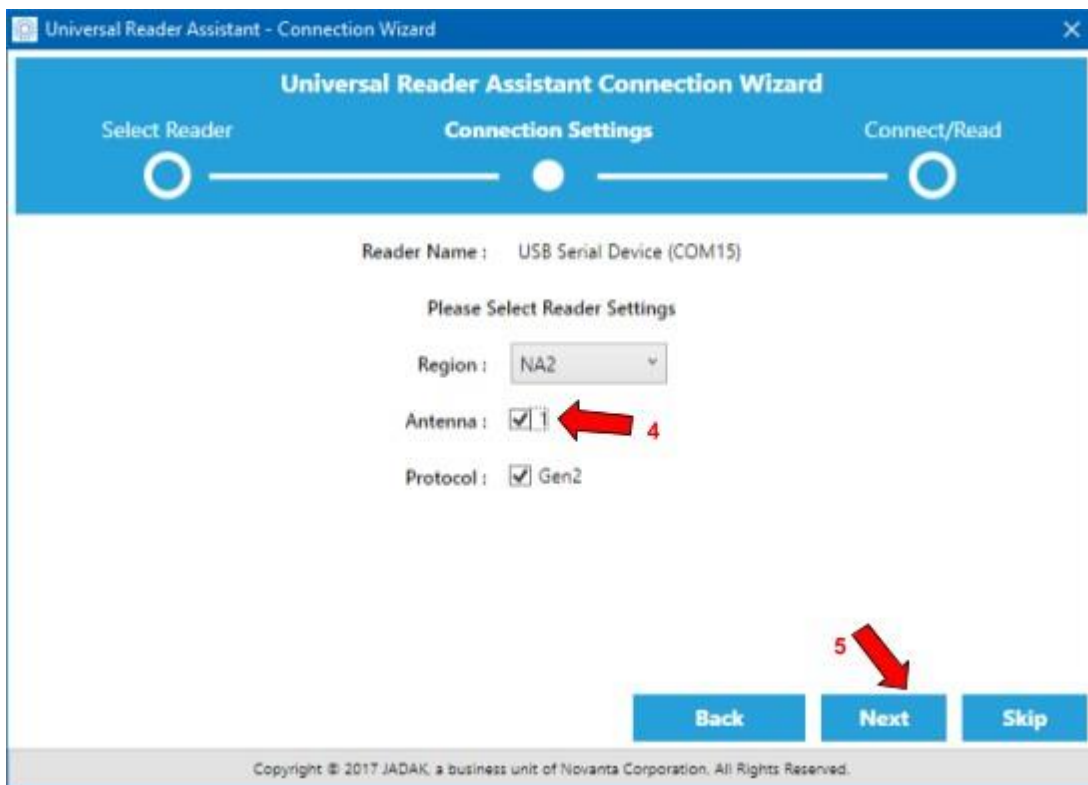 Universal Reader Assistant - Connection Wizard
Universal Reader Assistant Connection Wizard
Select Reader Connection Settings Connect/Read
Reader Name : USB Serial Device (COM15)
Please Select Reader Settings
Region : NA2
Antenna : 1 4
Protocol : Gen2
5
Back Next Skip
Copyright © 2017 JADAK, a business unit of Novanta Corporation. All Rights Reserved.